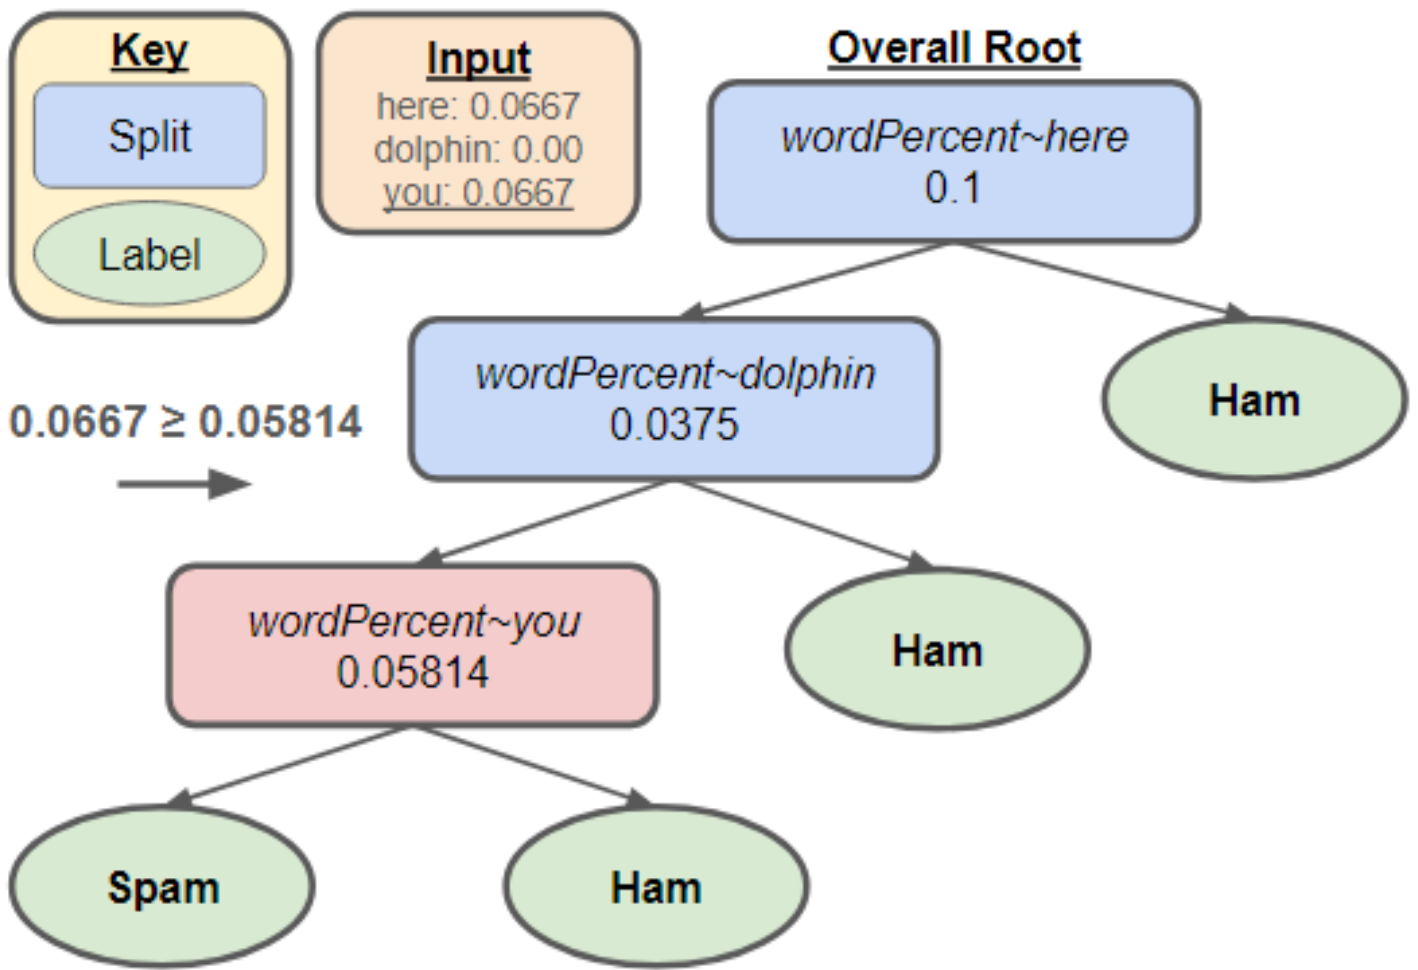 Key
Split
Label
Input
here: 0.0667
dolphin: 0.00
you: 0.0667
Overall Root
wordPercent~here
0.1
wordPercent~dolphin
0.0375
Ham
0.0667 ≥ 0.05814
wordPercent~you
0.05814
Ham
Spam
Ham